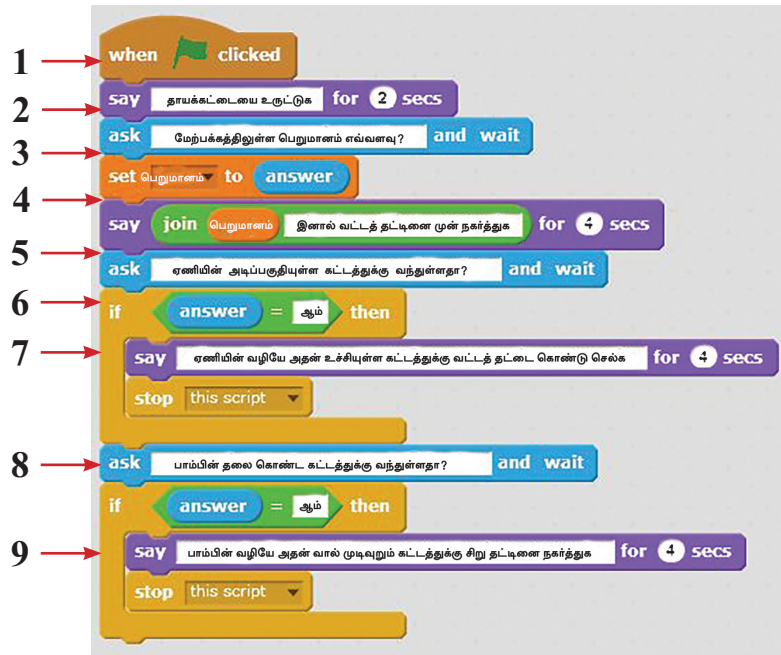 1 when clicked
2 say தாயக்கட்டையை உருட்டுக for 2 secs
3 ask மேற்பக்கத்திலுள்ள பெறுமானம் எவ்வளவு? and wait
set பெறுமானம் to answer
4 say join பெறுமானம் இனால் வட்டத் தட்டினை முன் நகர்த்துக for 4 secs
5 ask ஏணியின் அடிப்பகுதியுள்ள கட்டத்துக்கு வந்துள்ளதா? and wait
6 if answer = ஆம் then
7 say ஏணியின் வழியே அதன் உச்சியுள்ள கட்டத்துக்கு வட்டத் தட்டை கொண்டு செல்க for 4 secs
stop this script
8 ask பாம்பின் தலை கொண்ட கட்டத்துக்கு வந்துள்ளதா? and wait
if answer = ஆம் then
9 say பாம்பின் வழியே அதன் வால் முடிவுறும் கட்டத்துக்கு சிறு தட்டினை நகர்த்துக for 4 secs
stop this script